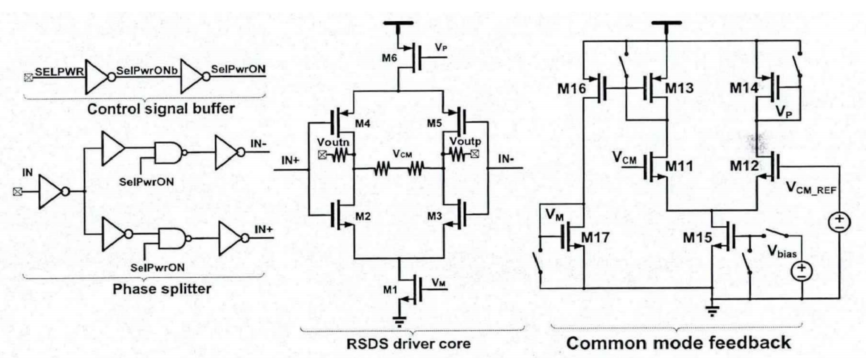 SELPWR SelPwrONb SelPwrON
Control signal buffer
IN
IN-
SelPwrON
IN+
SelPwrON
Phase splitter
M6
VP
M4
M5
Voutn
Voutp
VCM
IN+
IN-
M2
M3
M1
VM
RSDS driver core
M16
M13
M14
VP
VCM
M11
M12
VCM_REF
VM
M17
M15
Vbias
Common mode feedback